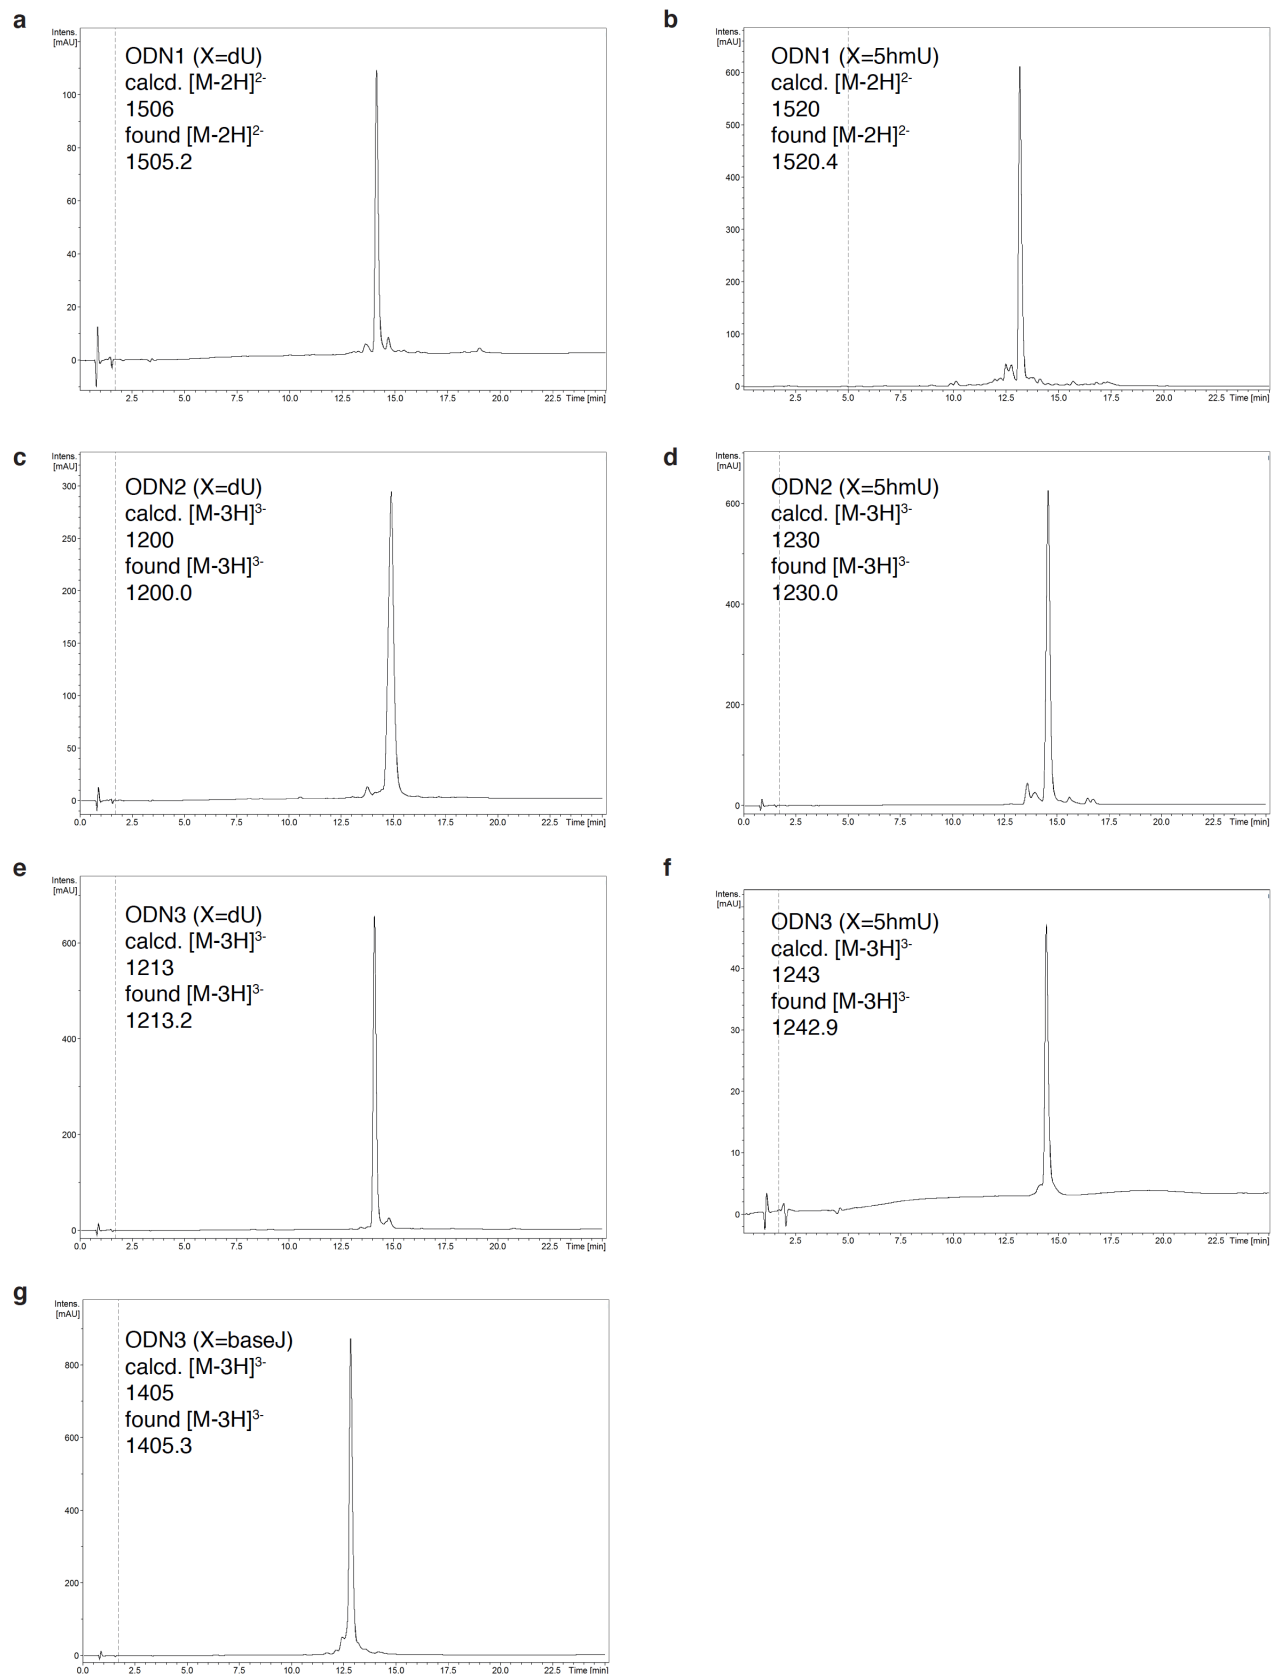 a
Intens.
[mAU]
ODN1 (X=dU)
calcd. [M-2H]²⁻
1506
found [M-2H]²⁻
1505.2
100
80
60
40
20
0
2.5 5.0 7.5 10.0 12.5 15.0 17.5 20.0 22.5 Time [min]
b
Intens.
[mAU]
ODN1 (X=5hmU)
calcd. [M-2H]²⁻
1520
found [M-2H]²⁻
1520.4
600
500
400
300
200
100
0
2.5 5.0 7.5 10.0 12.5 15.0 17.5 20.0 22.5 Time [min]
c
Intens.
[mAU]
ODN2 (X=dU)
calcd. [M-3H]³⁻
1200
found [M-3H]³⁻
1200.0
300
250
200
150
100
50
0
0.0 2.5 5.0 7.5 10.0 12.5 15.0 17.5 20.0 22.5 Time [min]
d
Intens.
[mAU]
ODN2 (X=5hmU)
calcd. [M-3H]³⁻
1230
found [M-3H]³⁻
1230.0
600
400
200
0
0.0 2.5 5.0 7.5 10.0 12.5 15.0 17.5 20.0 22.5 Time [min]
e
Intens.
[mAU]
ODN3 (X=dU)
calcd. [M-3H]³⁻
1213
found [M-3H]³⁻
1213.2
600
400
200
0
0.0 2.5 5.0 7.5 10.0 12.5 15.0 17.5 20.0 22.5 Time [min]
f
Intens.
[mAU]
ODN3 (X=5hmU)
calcd. [M-3H]³⁻
1243
found [M-3H]³⁻
1242.9
40
30
20
10
0
2.5 5.0 7.5 10.0 12.5 15.0 17.5 20.0 22.5 Time [min]
g
Intens.
[mAU]
ODN3 (X=baseJ)
calcd. [M-3H]³⁻
1405
found [M-3H]³⁻
1405.3
800
600
400
200
0
0.0 2.5 5.0 7.5 10.0 12.5 15.0 17.5 20.0 22.5 Time [min]